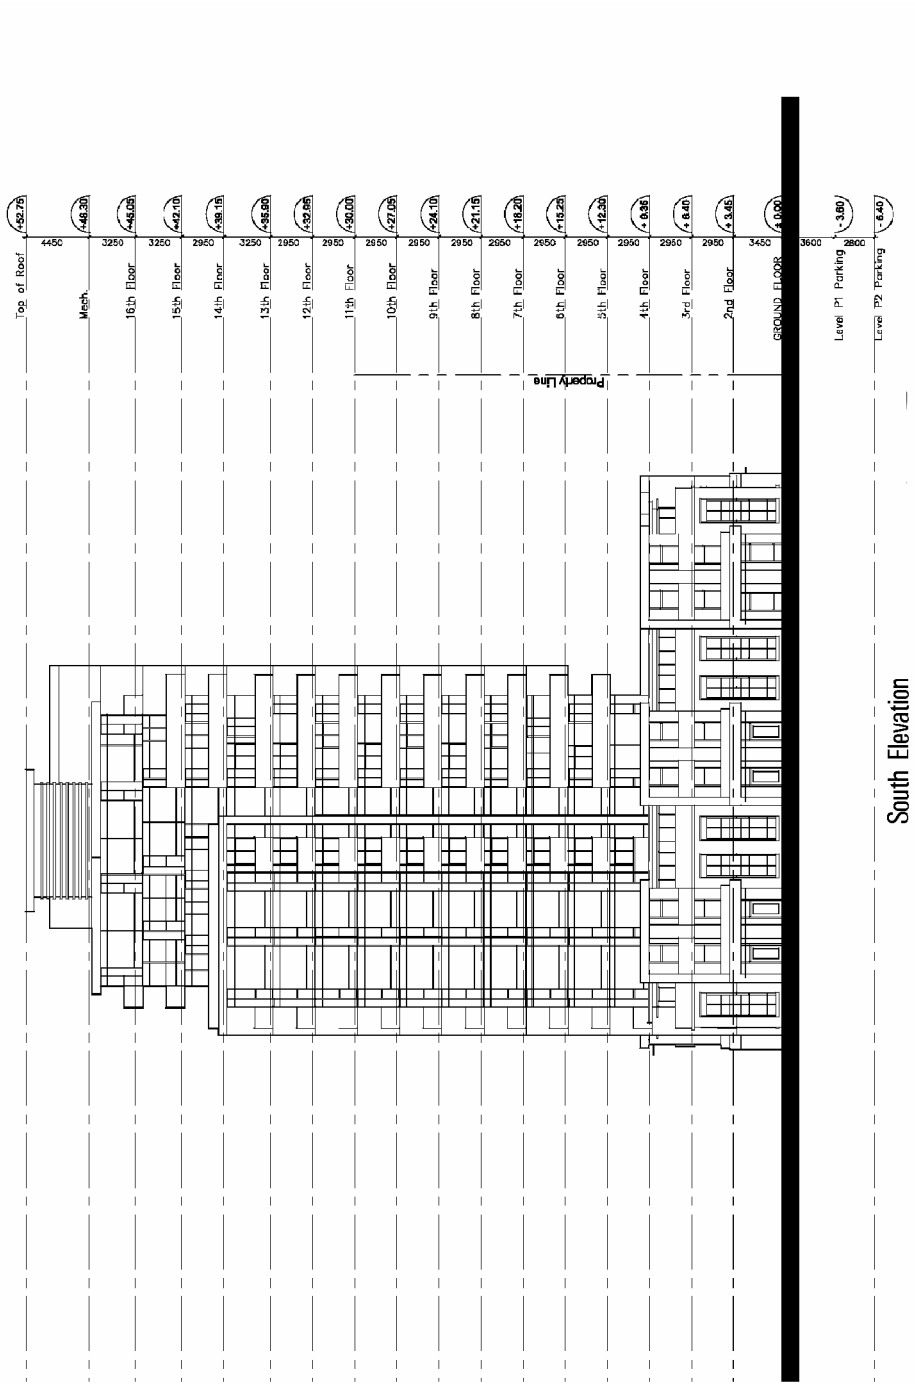 +52.75
Top of Roof
4450
+48.30
Mech.
3250
+45.05
16th Floor
3250
+42.10
15th Floor
2950
+39.15
14th Floor
3250
+35.90
13th Floor
2950
+32.95
12th Floor
2950
+30.00
11th Floor
2950
+27.05
10th Floor
2950
+24.10
9th Floor
2950
+21.15
8th Floor
2950
+18.20
7th Floor
2950
+15.25
6th Floor
2950
+12.30
5th Floor
2950
+ 9.35
4th Floor
2950
+ 6.40
3rd Floor
2950
+ 3.45
2nd Floor
3450
± 0.00
GROUND FLOOR
3600
- 3.60
Level P1 Parking
2800
- 6.40
Level P2 Parking
Property Line
South Elevation